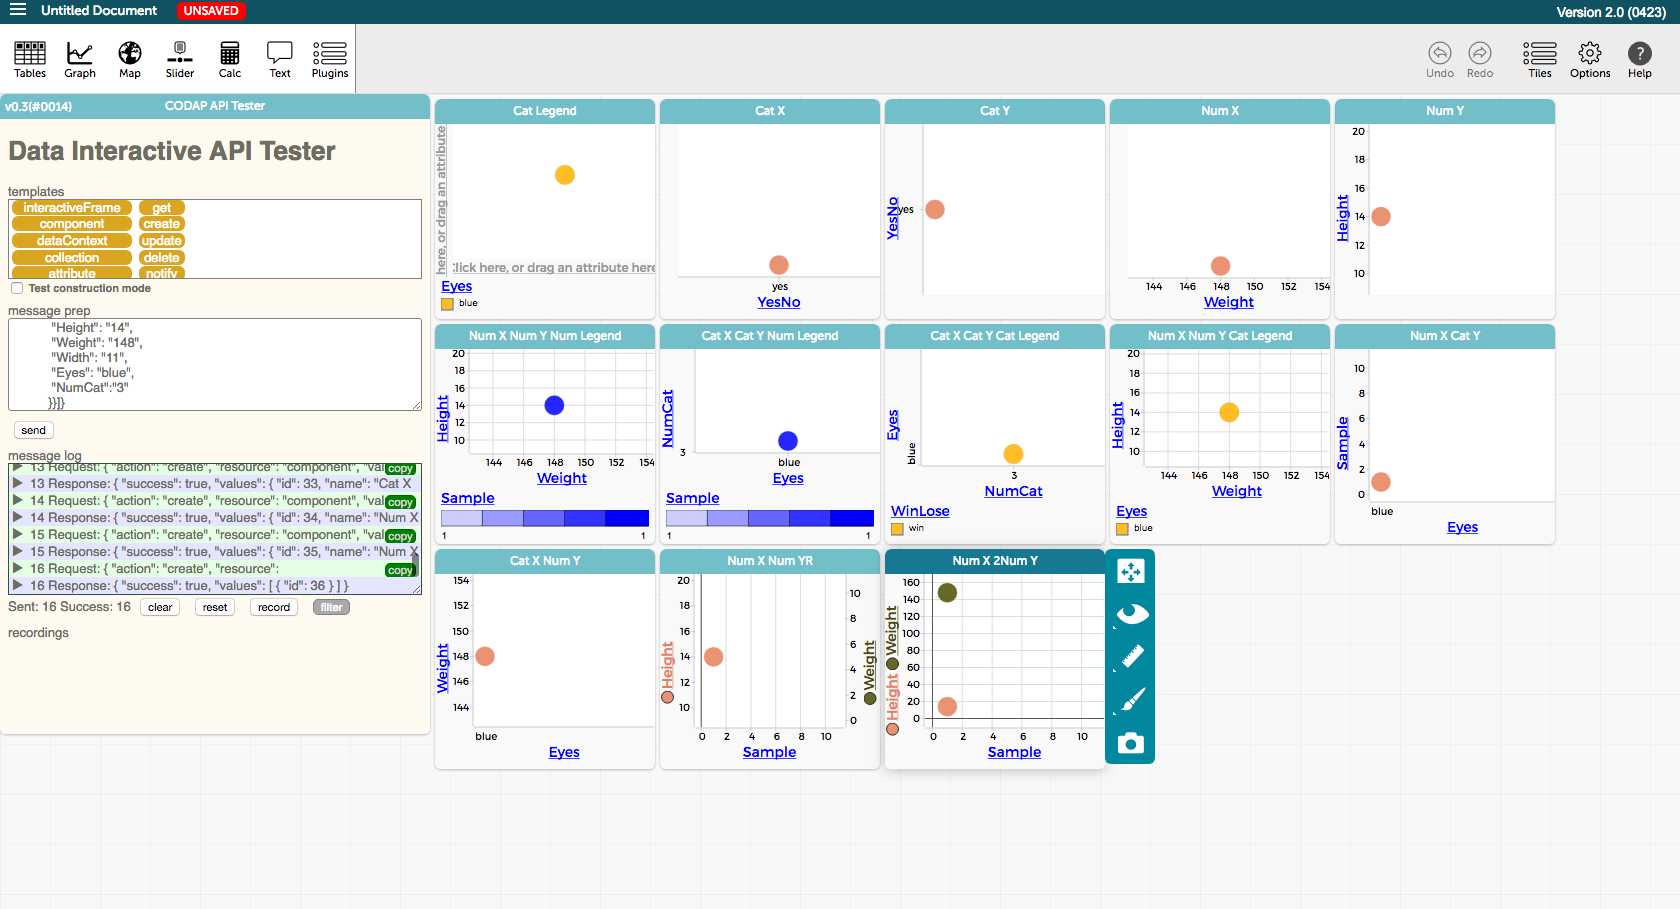 Untitled Document UNSAVED Version 2.0 (0423)
Tables Graph Map Slider Calc Text Plugins Undo Redo Tiles Options Help
v0.3(#0014) CODAP API Tester
Data Interactive API Tester
templates
interactiveFrame get
component create
dataContext update
collection delete
attribute notify
Test construction mode
message prep
"Height": "14",
"Weight": "148",
"Width": "11",
"Eyes": "blue",
"NumCat":"3"
}}]}
send
message log
13 Request: { "action": "create", "resource": "component", "val copy
13 Response: { "success": true, "values": { "id": 33, "name": "Cat X
14 Request: { "action": "create", "resource": "component", "val copy
14 Response: { "success": true, "values": { "id": 34, "name": "Num X
15 Request: { "action": "create", "resource": "component", "val copy
15 Response: { "success": true, "values": { "id": 35, "name": "Num X
16 Request: { "action": "create", "resource": copy
16 Response: { "success": true, "values": [ { "id": 36 } ] }
Sent: 16 Success: 16 clear reset record filter
recordings
Cat Legend
here, or drag an attribute
Click here, or drag an attribute here
Eyes
blue
Cat X
yes
YesNo
Cat Y
YesNo
yes
Num X
144 146 148 150 152 154
Weight
Num Y
Height
20
18
16
14
12
10
Num X Num Y Num Legend
Height
20
18
16
14
12
10
144 146 148 150 152 154
Weight
Sample
1 1
Cat X Cat Y Num Legend
NumCat
3
blue
Eyes
Sample
1 1
Cat X Cat Y Cat Legend
Eyes
blue
3
NumCat
WinLose
win
Num X Num Y Cat Legend
Height
20
18
16
14
12
10
144 146 148 150 152 154
Weight
Eyes
blue
Num X Cat Y
Sample
10
8
6
4
2
0
blue
Eyes
Cat X Num Y
Weight
154
152
150
148
146
144
blue
Eyes
Num X Num YR
Height
20
18
16
14
12
10
Weight
10
8
6
4
2
0
0 2 4 6 8 10
Sample
Num X 2Num Y
Weight
Height
160
140
120
100
80
60
40
20
0
0 2 4 6 8 10
Sample